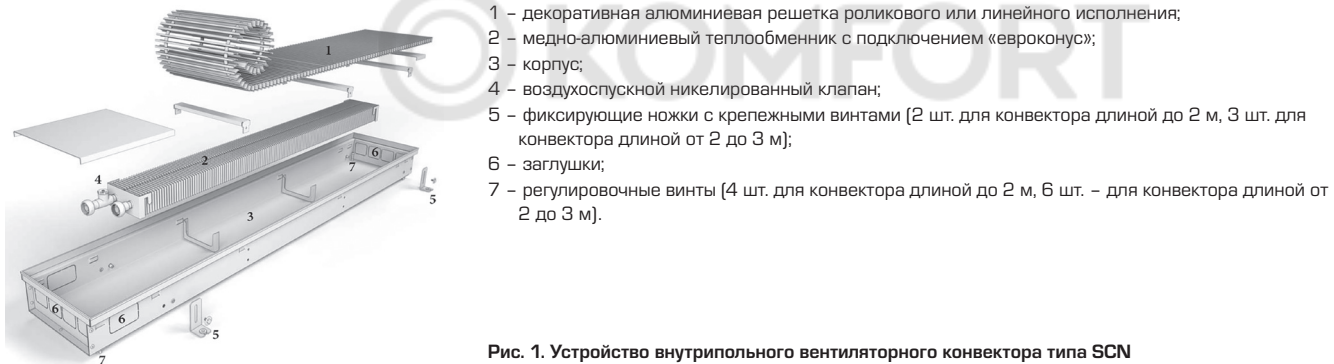 KOMFORT
1 – декоративная алюминиевая решетка роликового или линейного исполнения;
2 – медно-алюминиевый теплообменник с подключением «евроконус»;
3 – корпус;
4 – воздухоспускной никелированный клапан;
5 – фиксирующие ножки с крепежными винтами (2 шт. для конвектора длиной до 2 м, 3 шт. для
конвектора длиной от 2 до 3 м);
6 – заглушки;
7 – регулировочные винты (4 шт. для конвектора длиной до 2 м, 6 шт. – для конвектора длиной от
2 до 3 м).
1
2
6
7
4
5
3
6
6
5
7
Рис. 1. Устройство внутрипольного вентиляторного конвектора типа SCN